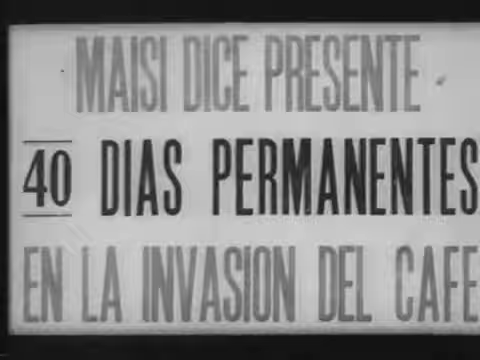 MAISI DICE PRESENTE
40 DIAS PERMANENTES
EN LA INVASION DEL CAFE